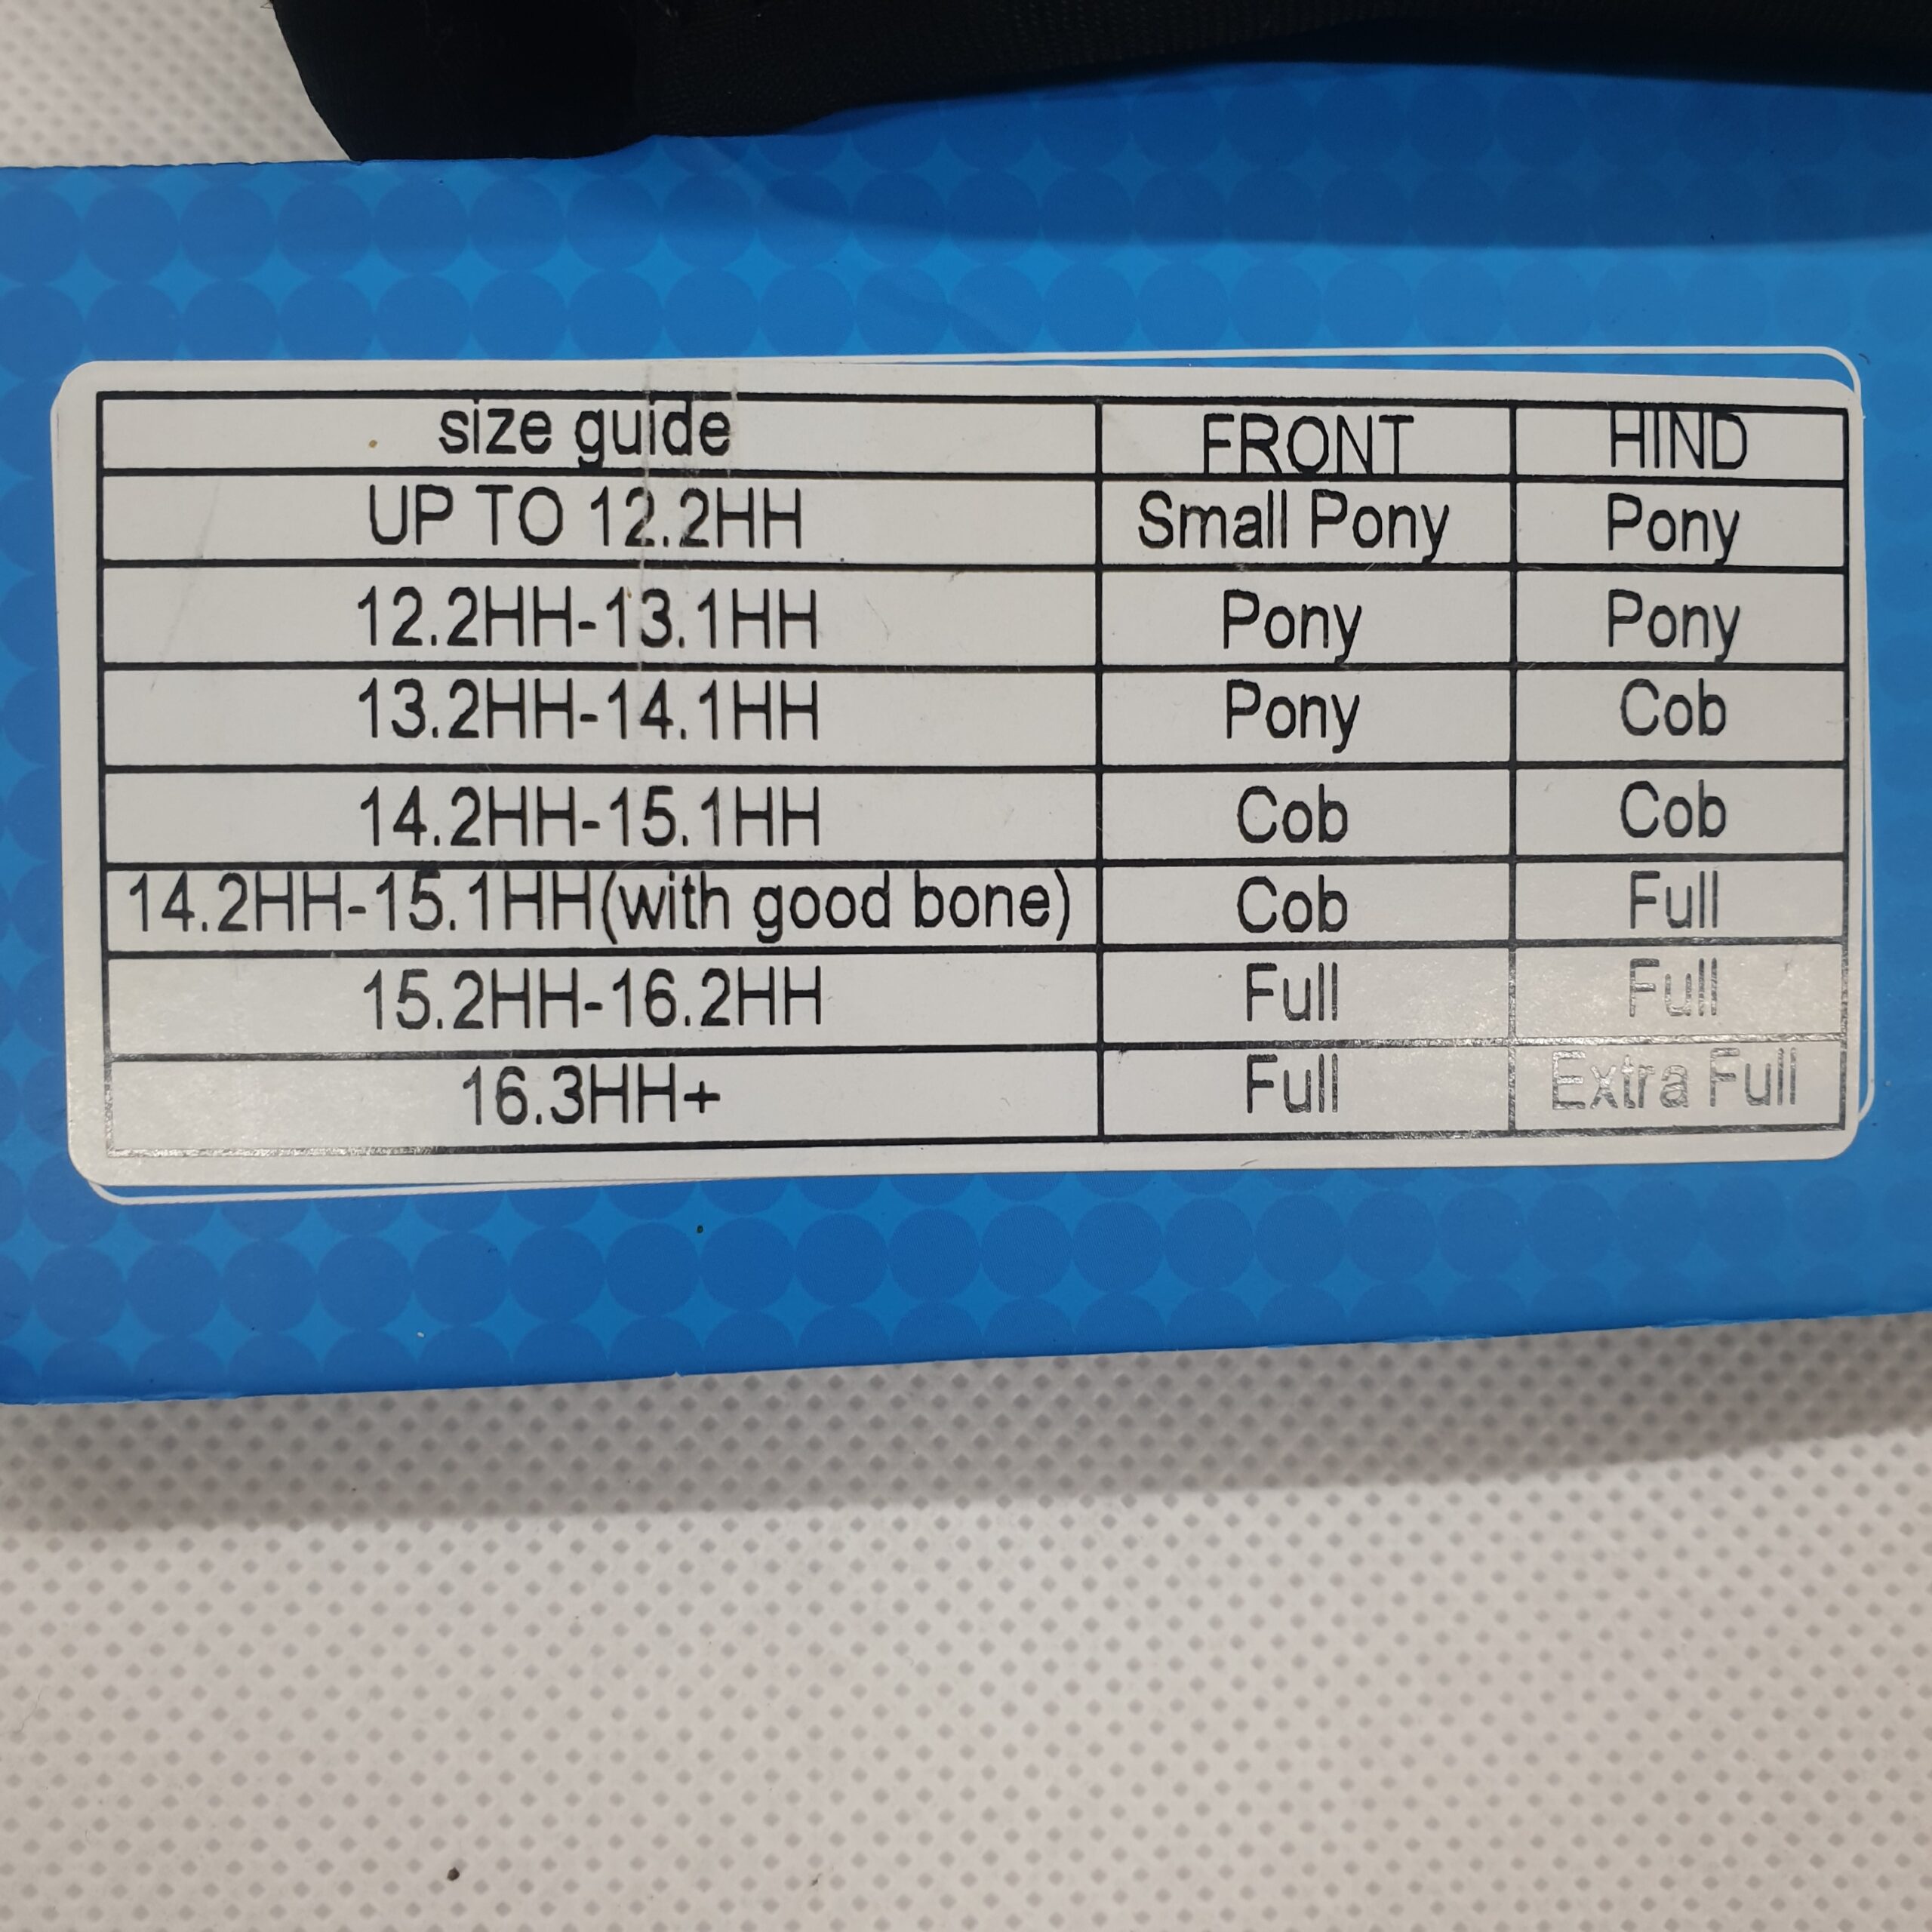 size guide FRONT HIND
UP TO 12.2HH Small Pony Pony
12.2HH-13.1HH Pony Pony
13.2HH-14.1HH Pony Cob
14.2HH-15.1HH Cob Cob
14.2HH-15.1HH(with good bone) Cob Full
15.2HH-16.2HH Full Full
16.3HH+ Full Extra Full